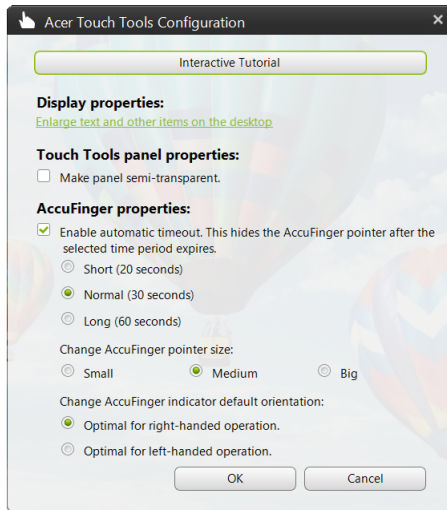 Acer Touch Tools Configuration
Interactive Tutorial
Display properties:
Enlarge text and other items on the desktop
Touch Tools panel properties:
Make panel semi-transparent.
AccuFinger properties:
Enable automatic timeout. This hides the AccuFinger pointer after the
selected time period expires.
Short (20 seconds)
Normal (30 seconds)
Long (60 seconds)
Change AccuFinger pointer size:
Small Medium Big
Change AccuFinger indicator default orientation:
Optimal for right-handed operation.
Optimal for left-handed operation.
OK Cancel